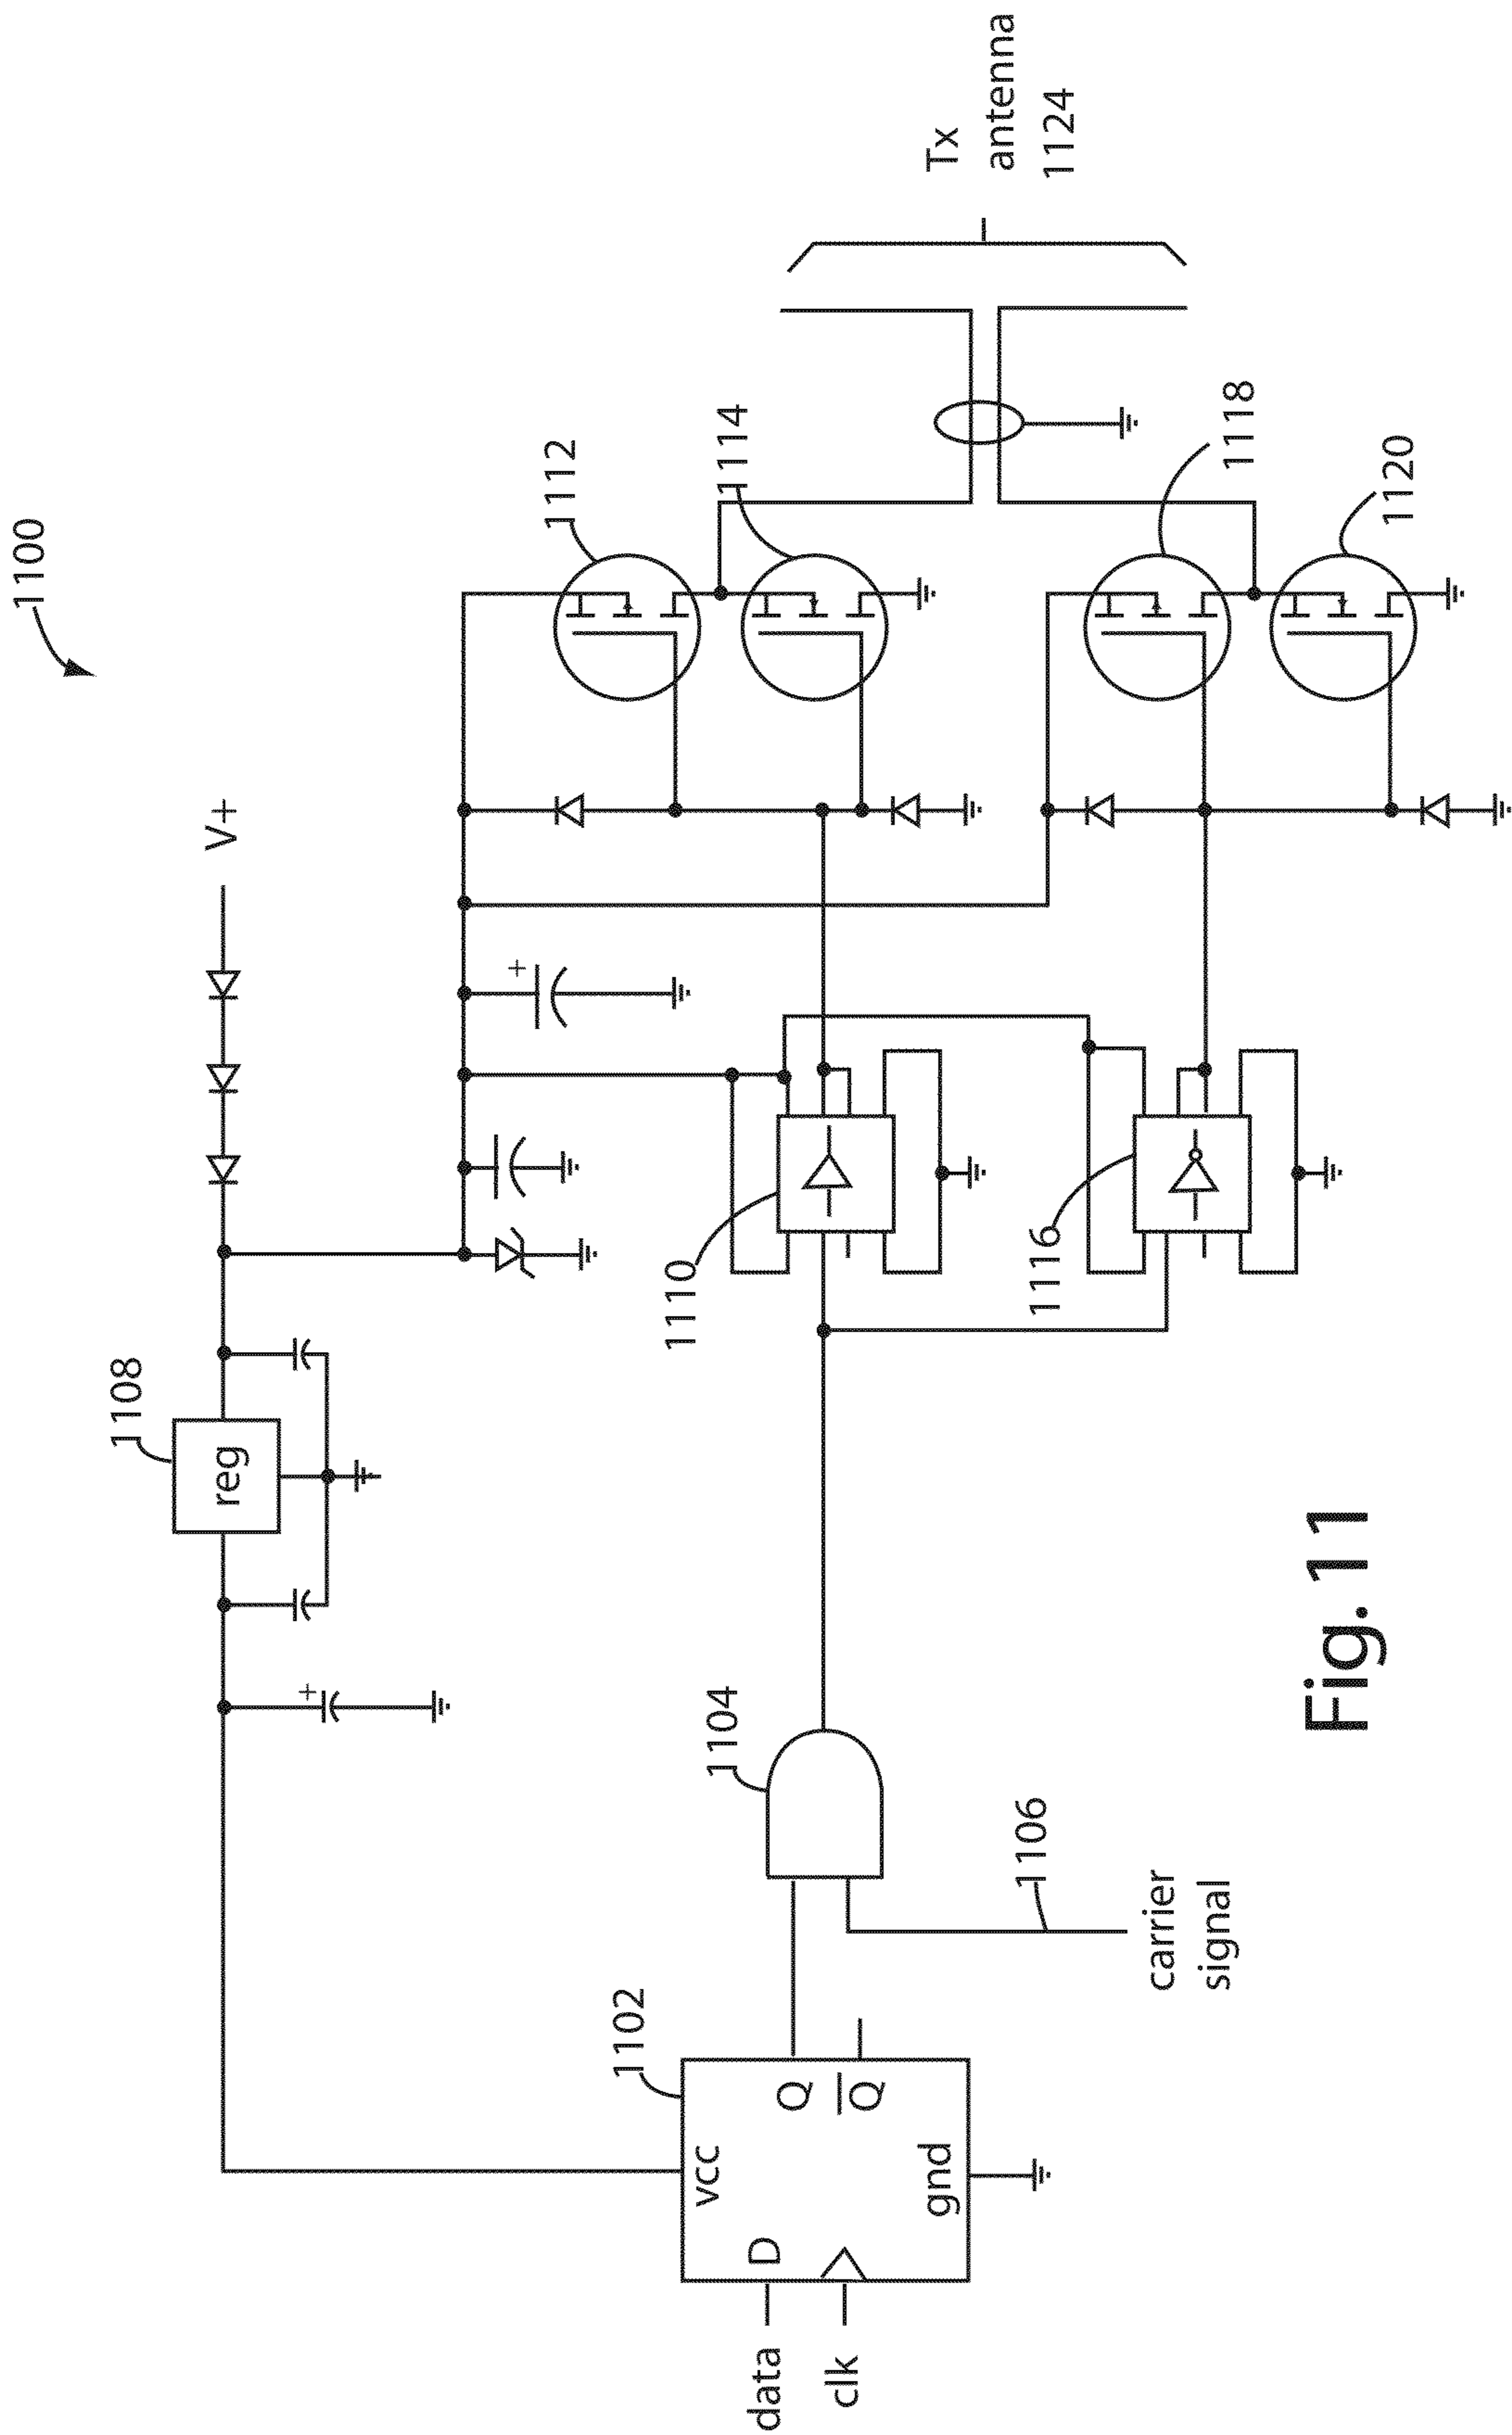 1100
V+
1108
reg
1112
1114
Tx
antenna
1124
1118
1120
1110
1116
+
+
1104
1106
carrier
signal
1102
vcc
D
Q
Q̅
gnd
data
clk
Fig. 11